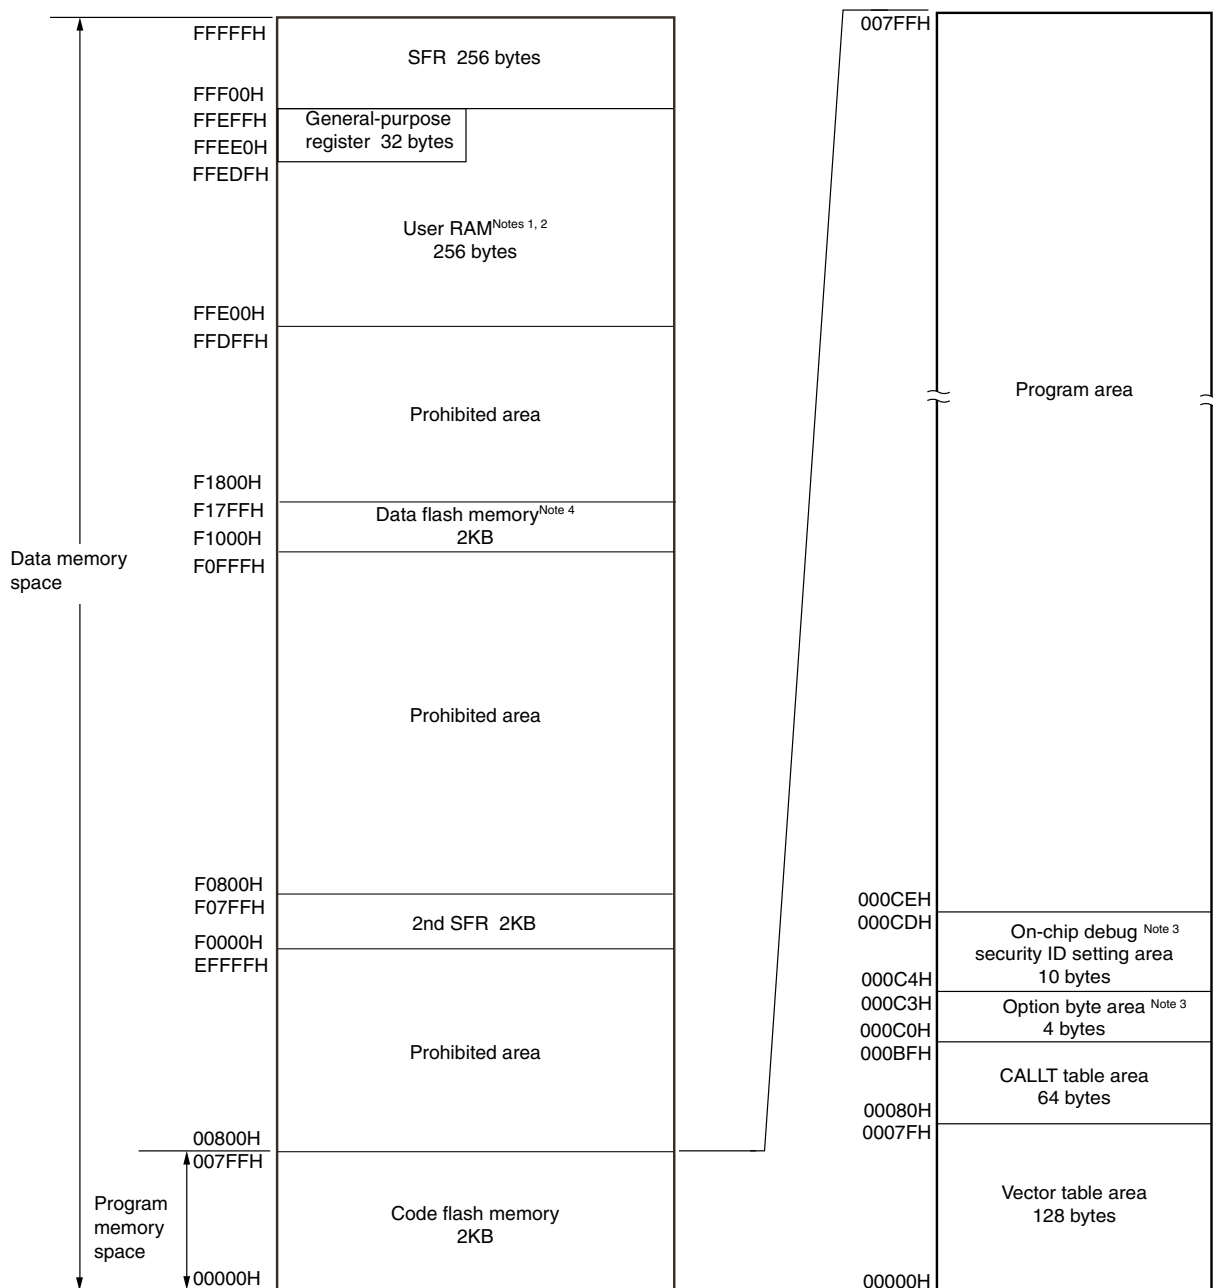 FFFFFH
SFR 256 bytes
FFF00H
FFEFFH
General-purpose
register 32 bytes
FFEE0H
FFEDFH
User RAM Notes 1, 2
256 bytes
FFE00H
FFDFFH
Prohibited area
F1800H
F17FFH
Data flash memory Note 4
2KB
F1000H
F0FFFH
Data memory
space
Prohibited area
F0800H
F07FFH
2nd SFR 2KB
F0000H
EFFFFH
Prohibited area
00800H
007FFH
Program
memory
space
Code flash memory
2KB
00000H
007FFH
Program area
000CEH
000CDH
On-chip debug Note 3
security ID setting area
10 bytes
000C4H
000C3H
Option byte area Note 3
4 bytes
000C0H
000BFH
CALLT table area
64 bytes
00080H
0007FH
Vector table area
128 bytes
00000H